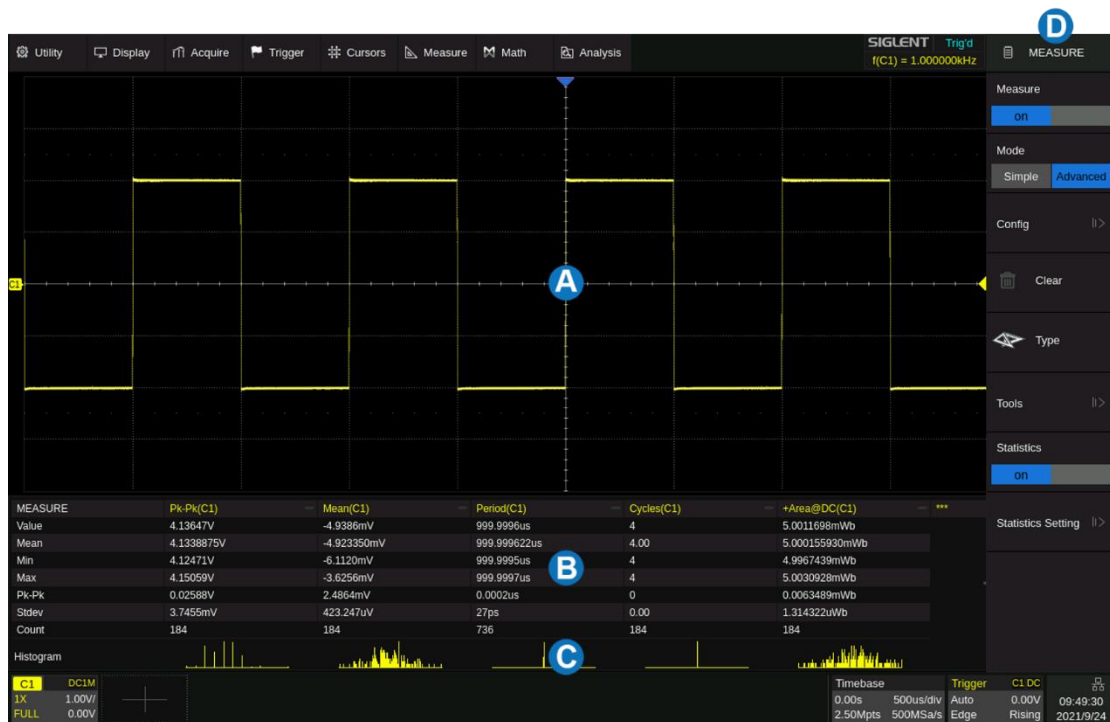 D
Utility Display Acquire Trigger Cursors Measure Math Analysis SIGLENT Trig'd MEASURE
f(C1) = 1.000000kHz
Measure
on
Mode
Simple Advanced
Config
C1 A
Clear
Type
Tools
Statistics
on
MEASURE Pk-Pk(C1) Mean(C1) Period(C1) Cycles(C1) +Area@DC(C1) ***
Value 4.13647V -4.9386mV 999.9996us 4 5.0011698mWb
Statistics Setting
Mean 4.1338875V -4.923350mV 999.999622us 4.00 5.000155930mWb
Min 4.12471V -6.1120mV 999.9995us 4 4.9967439mWb
B
Max 4.15059V -3.6256mV 999.9997us 4 5.0030928mWb
Pk-Pk 0.02588V 2.4864mV 0.0002us 0 0.0063489mWb
Stdev 3.7455mV 423.247uV 27ps 0.00 1.314322uWb
Count 184 184 736 184 184
Histogram C
C1 DC1M Timebase Trigger C1 DC
1X 1.00V/ 0.00s 500us/div Auto 0.00V 09:49:30
FULL 0.00V 2.50Mpts 500MSa/s Edge Rising 2021/9/24